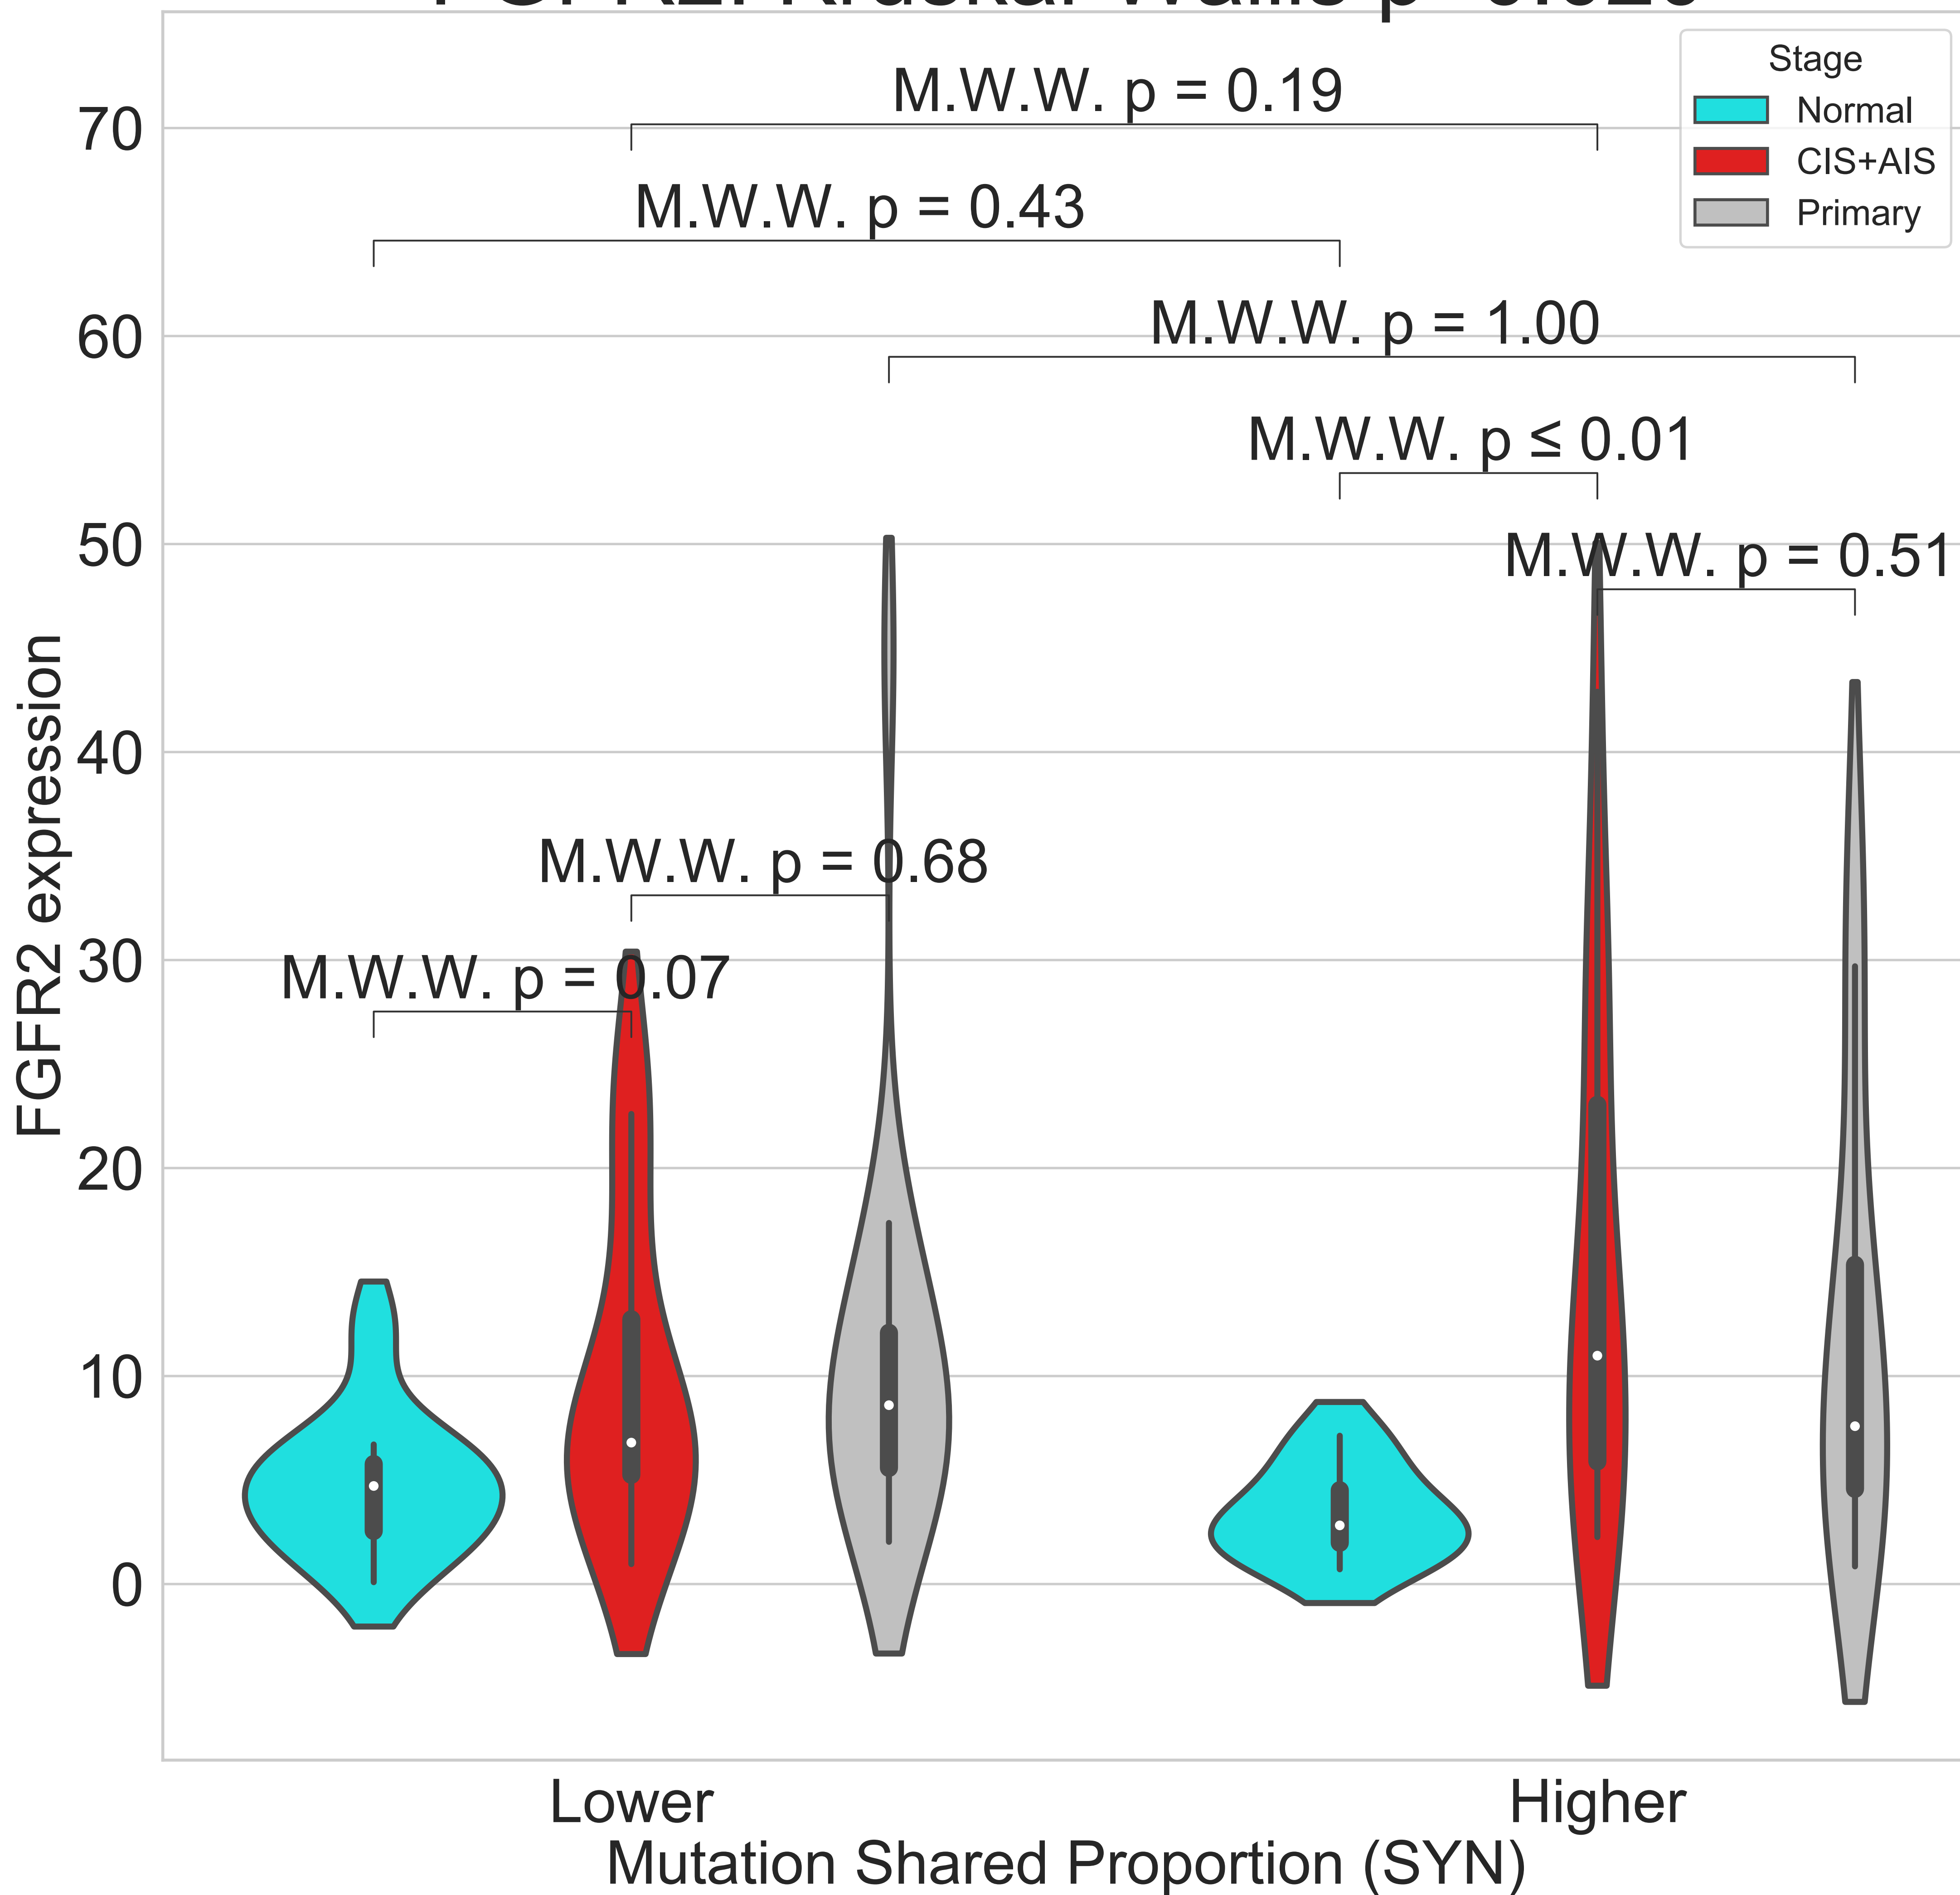 Stage
Normal
CIS+AIS
Primary
M.W.W. p = 0.19
M.W.W. p = 0.43
M.W.W. p = 1.00
M.W.W. p ≤ 0.01
M.W.W. p = 0.51
M.W.W. p = 0.68
M.W.W. p = 0.07
70
60
50
40
30
20
10
0
FGFR2 expression
Lower
Higher
Mutation Shared Proportion (SYN)